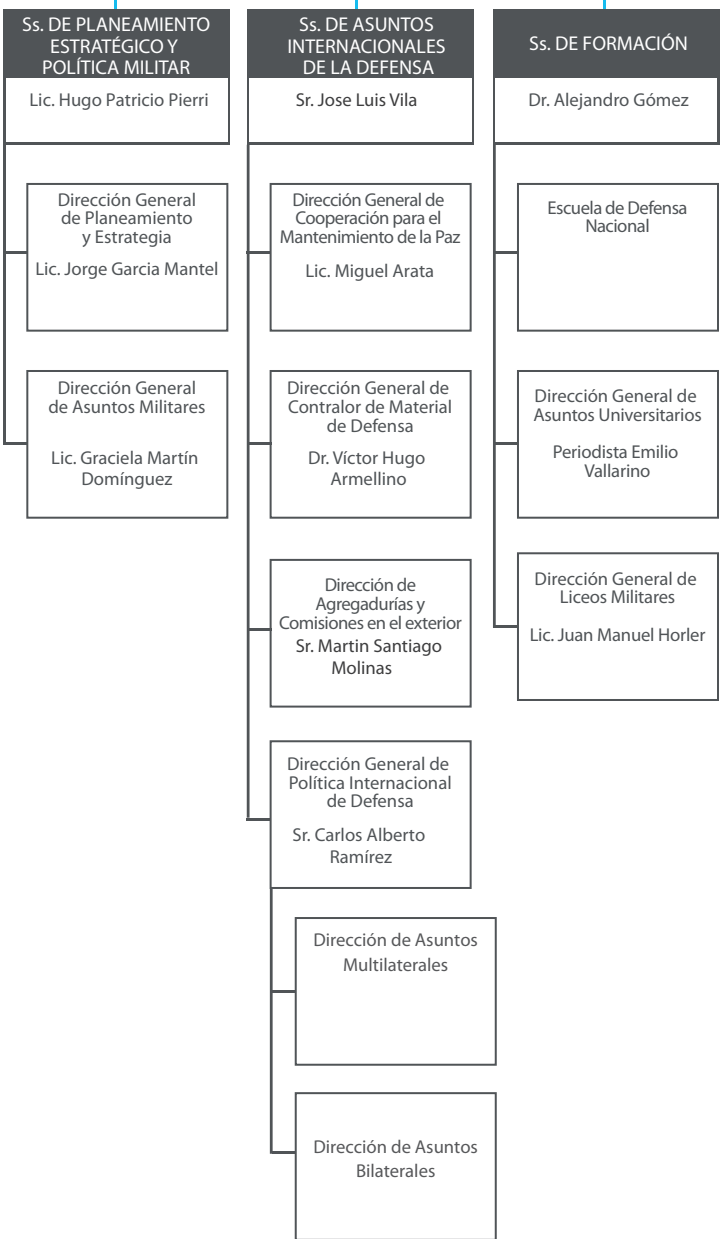 Ss. DE PLANEAMIENTO
ESTRATÉGICO Y
POLÍTICA MILITAR
Lic. Hugo Patricio Pierri
Dirección General
de Planeamiento
y Estrategia
Lic. Jorge Garcia Mantel
Dirección General
de Asuntos Militares
Lic. Graciela Martín
Domínguez
Ss. DE ASUNTOS
INTERNACIONALES
DE LA DEFENSA
Sr. Jose Luis Vila
Dirección General de
Cooperación para el
Mantenimiento de la Paz
Lic. Miguel Arata
Dirección General de
Contralor de Material
de Defensa
Dr. Víctor Hugo
Armellino
Dirección de
Agregadurías y
Comisiones en el exterior
Sr. Martin Santiago
Molinas
Dirección General de
Política Internacional
de Defensa
Sr. Carlos Alberto
Ramírez
Dirección de Asuntos
Multilaterales
Dirección de Asuntos
Bilaterales
Ss. DE FORMACIÓN
Dr. Alejandro Gómez
Escuela de Defensa
Nacional
Dirección General de
Asuntos Universitarios
Periodista Emilio
Vallarino
Dirección General de
Liceos Militares
Lic. Juan Manuel Horler